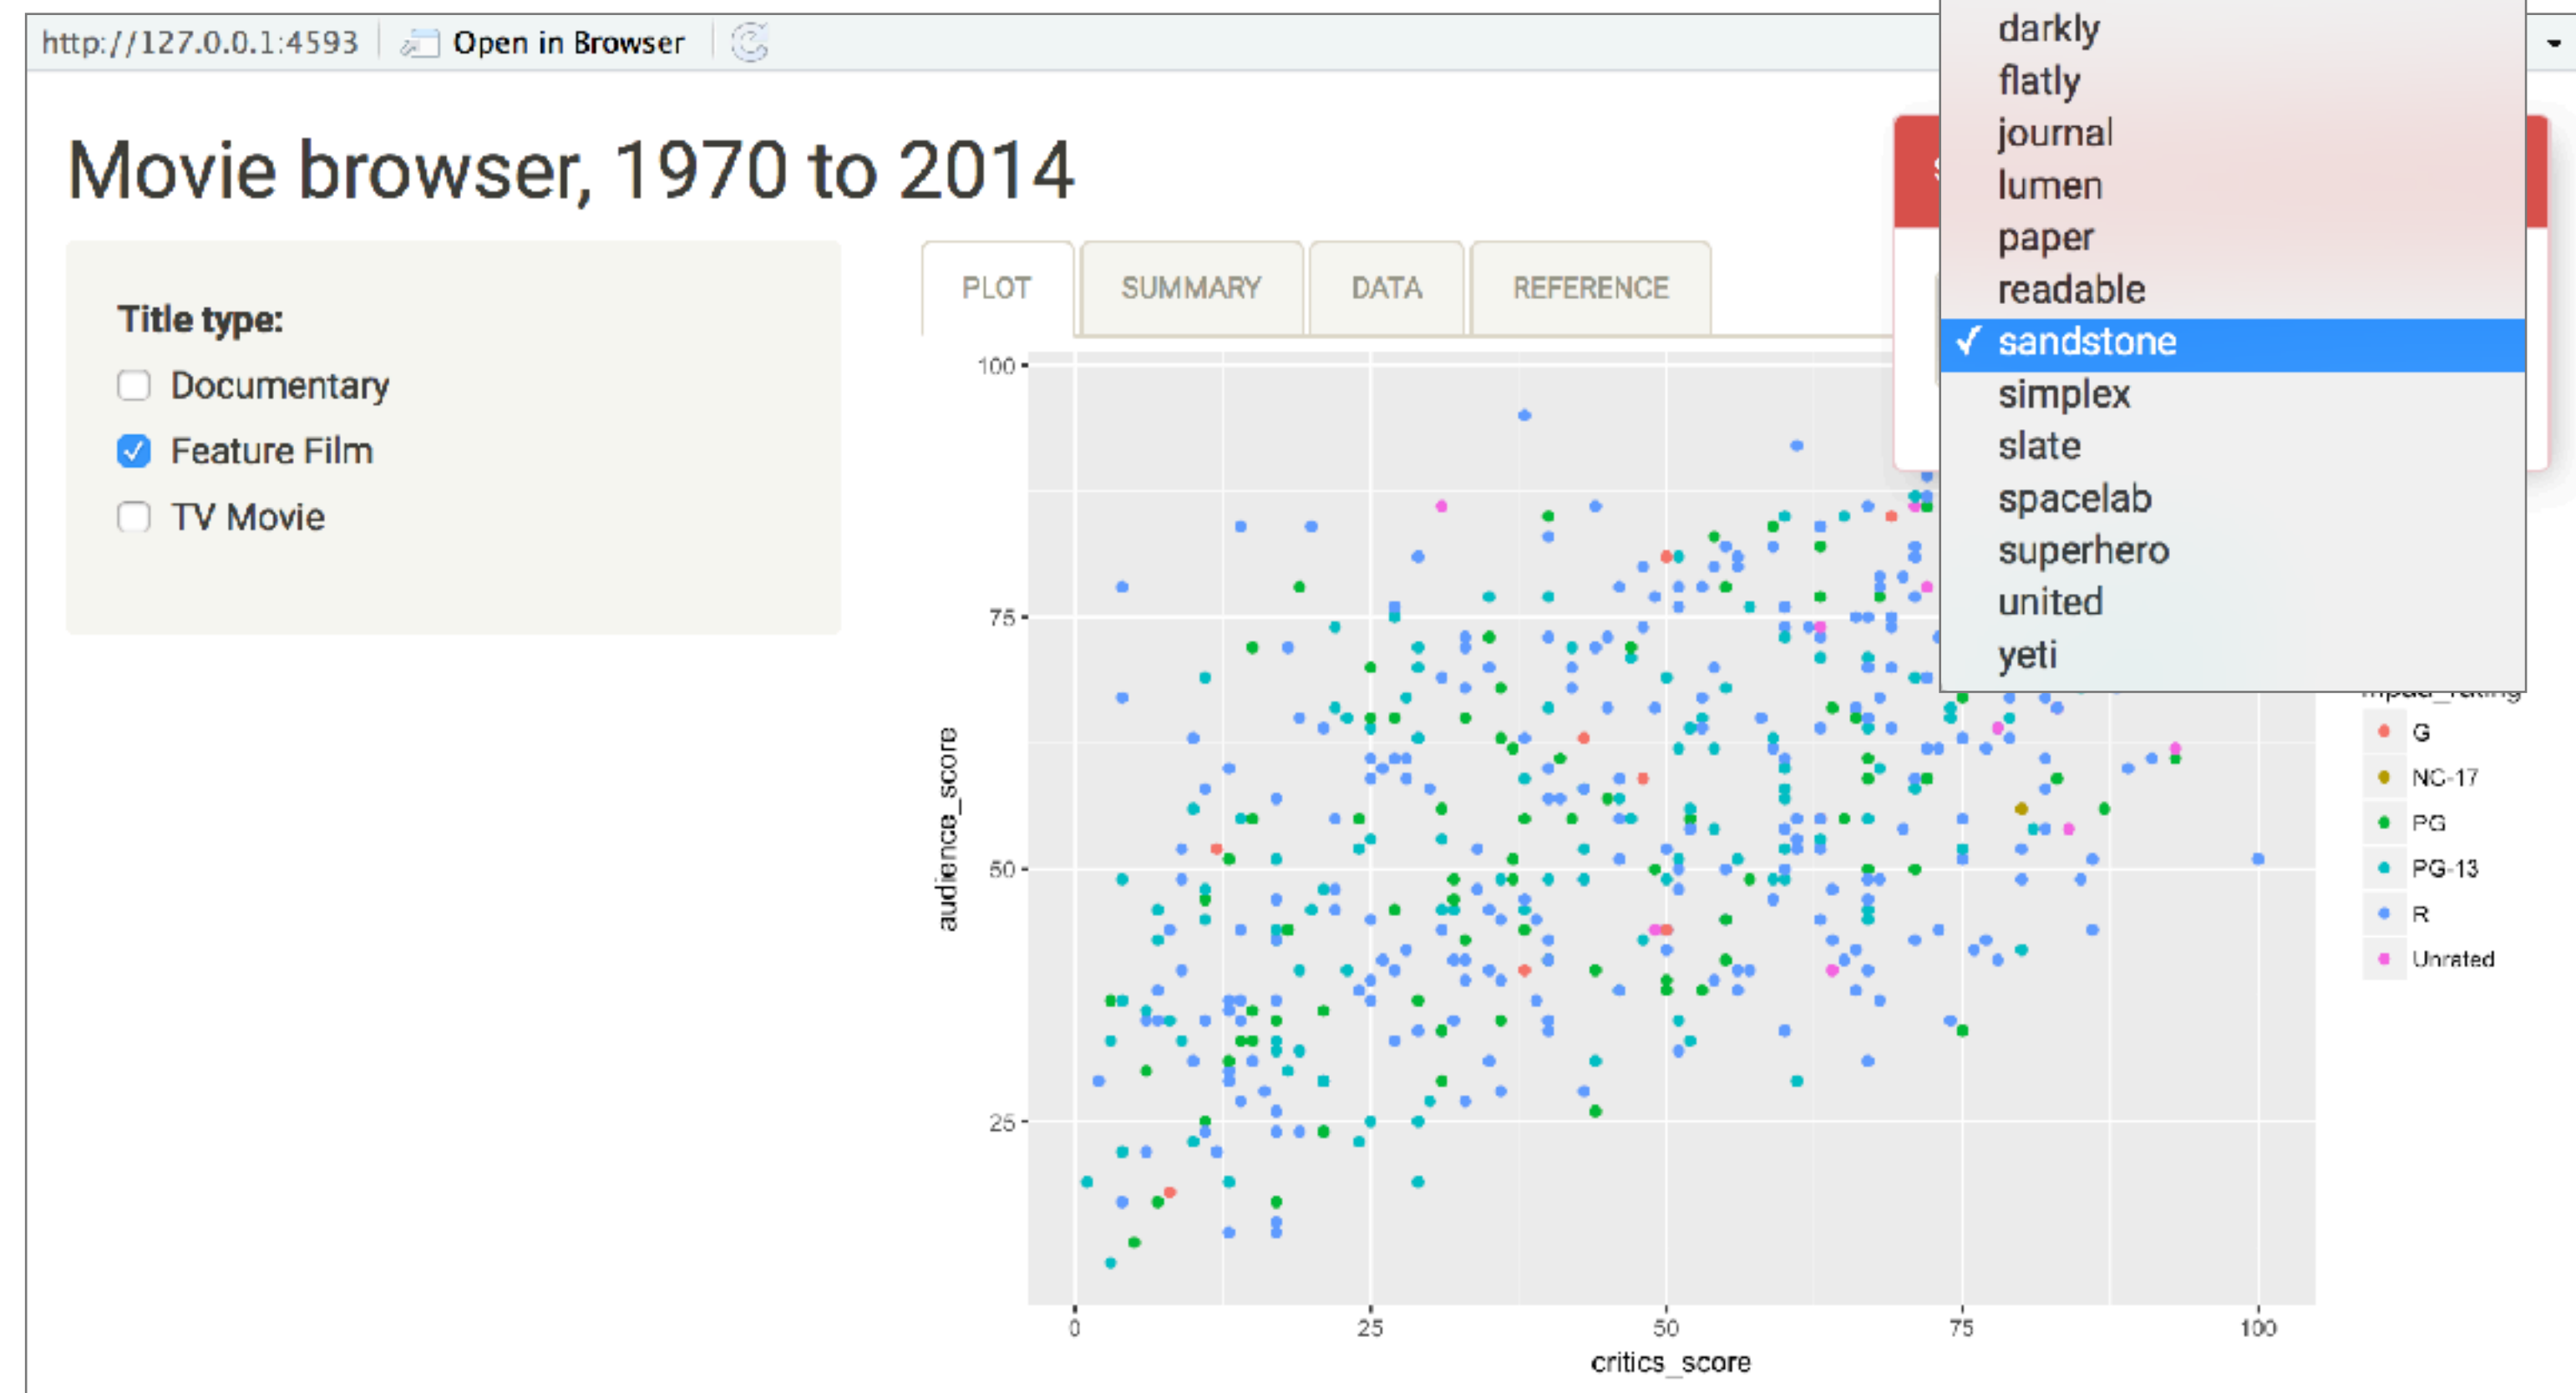 http://127.0.0.1:4593 Open in Browser
Movie browser, 1970 to 2014
Title type:
Documentary
Feature Film
TV Movie
PLOT SUMMARY DATA REFERENCE
darkly
flatly
journal
lumen
paper
readable
✓ sandstone
simplex
slate
spacelab
superhero
united
yeti
audience_score
100
75
50
25
0 25 50 75 100
critics_score
mpaa_rating
G
NC-17
PG
PG-13
R
Unrated